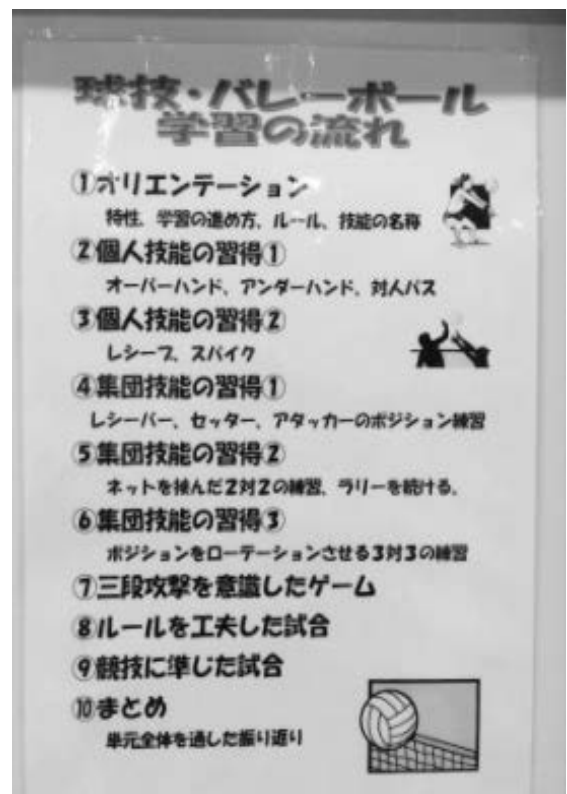 球技・バレーボール
学習の流れ
①オリエンテーション
特性、学習の進め方、ルール、技能の名称
②個人技能の習得①
オーバーハンド、アンダーハンド、対人パス
③個人技能の習得②
レシーブ、スパイク
④集団技能の習得①
レシーバー、セッター、アタッカーのポジション練習
⑤集団技能の習得②
ネットを挟んだ2対2の練習、ラリーを続ける。
⑥集団技能の習得③
ポジションをローテーションさせる3対3の練習
⑦三段攻撃を意識したゲーム
⑧ルールを工夫した試合
⑨競技に準じた試合
⑩まとめ
単元全体を通した振り返り